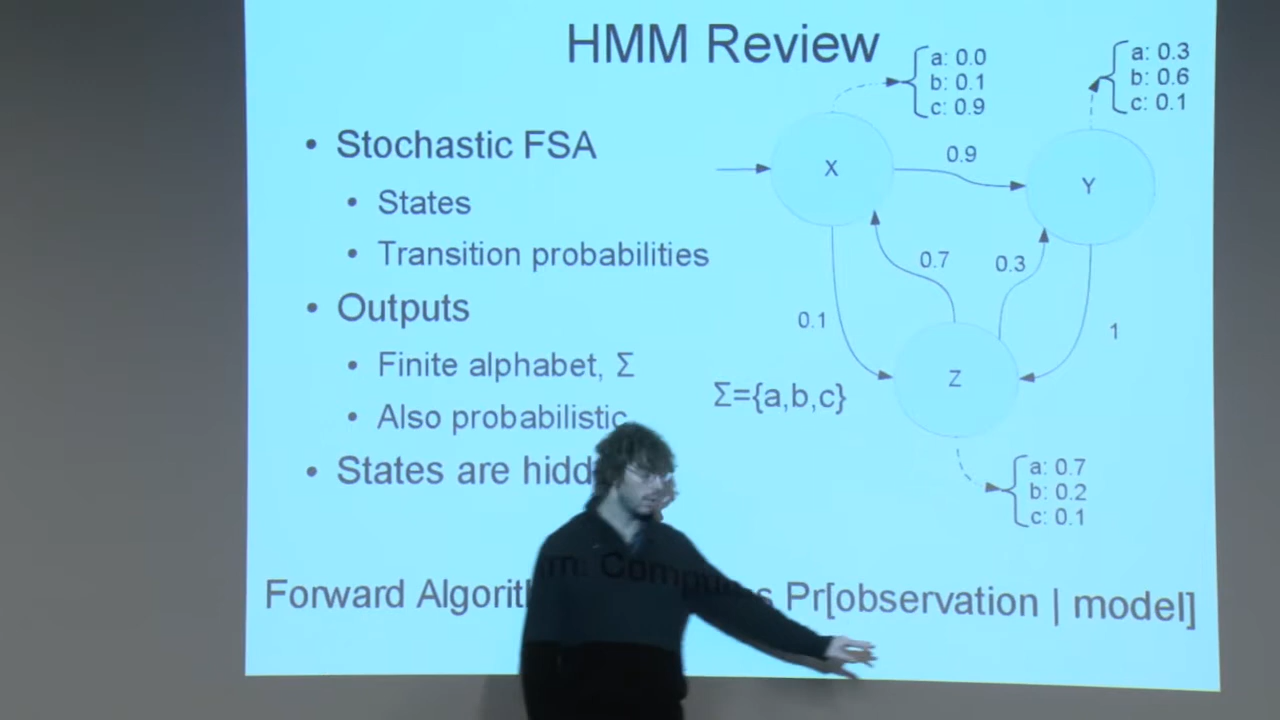 HMM Review
• Stochastic FSA
• States
• Transition probabilities
• Outputs
• Finite alphabet, Σ
• Also probabilistic
• States are hidd
Σ={a,b,c}
a: 0.0
b: 0.1
c: 0.9
a: 0.3
b: 0.6
c: 0.1
X
0.9
Y
0.7
0.3
0.1
1
Z
a: 0.7
b: 0.2
c: 0.1
Forward Algorithm: Computes Pr[observation | model]